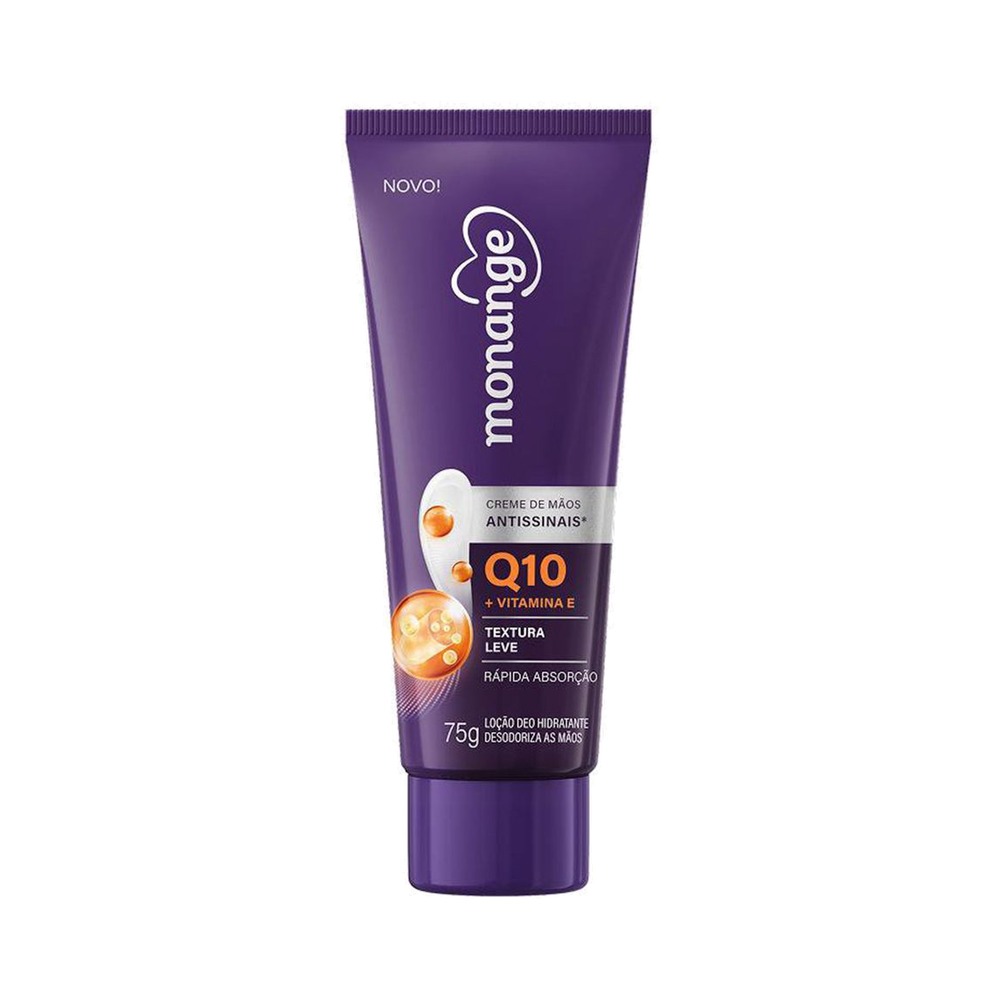 NOVO!
monange
CREME DE MÃOS
ANTISSINAIS*
Q10
+ VITAMINA E
TEXTURA
LEVE
RÁPIDA ABSORÇÃO
75g
LOÇÃO DEO HIDRATANTE
DESODORIZA AS MÃOS